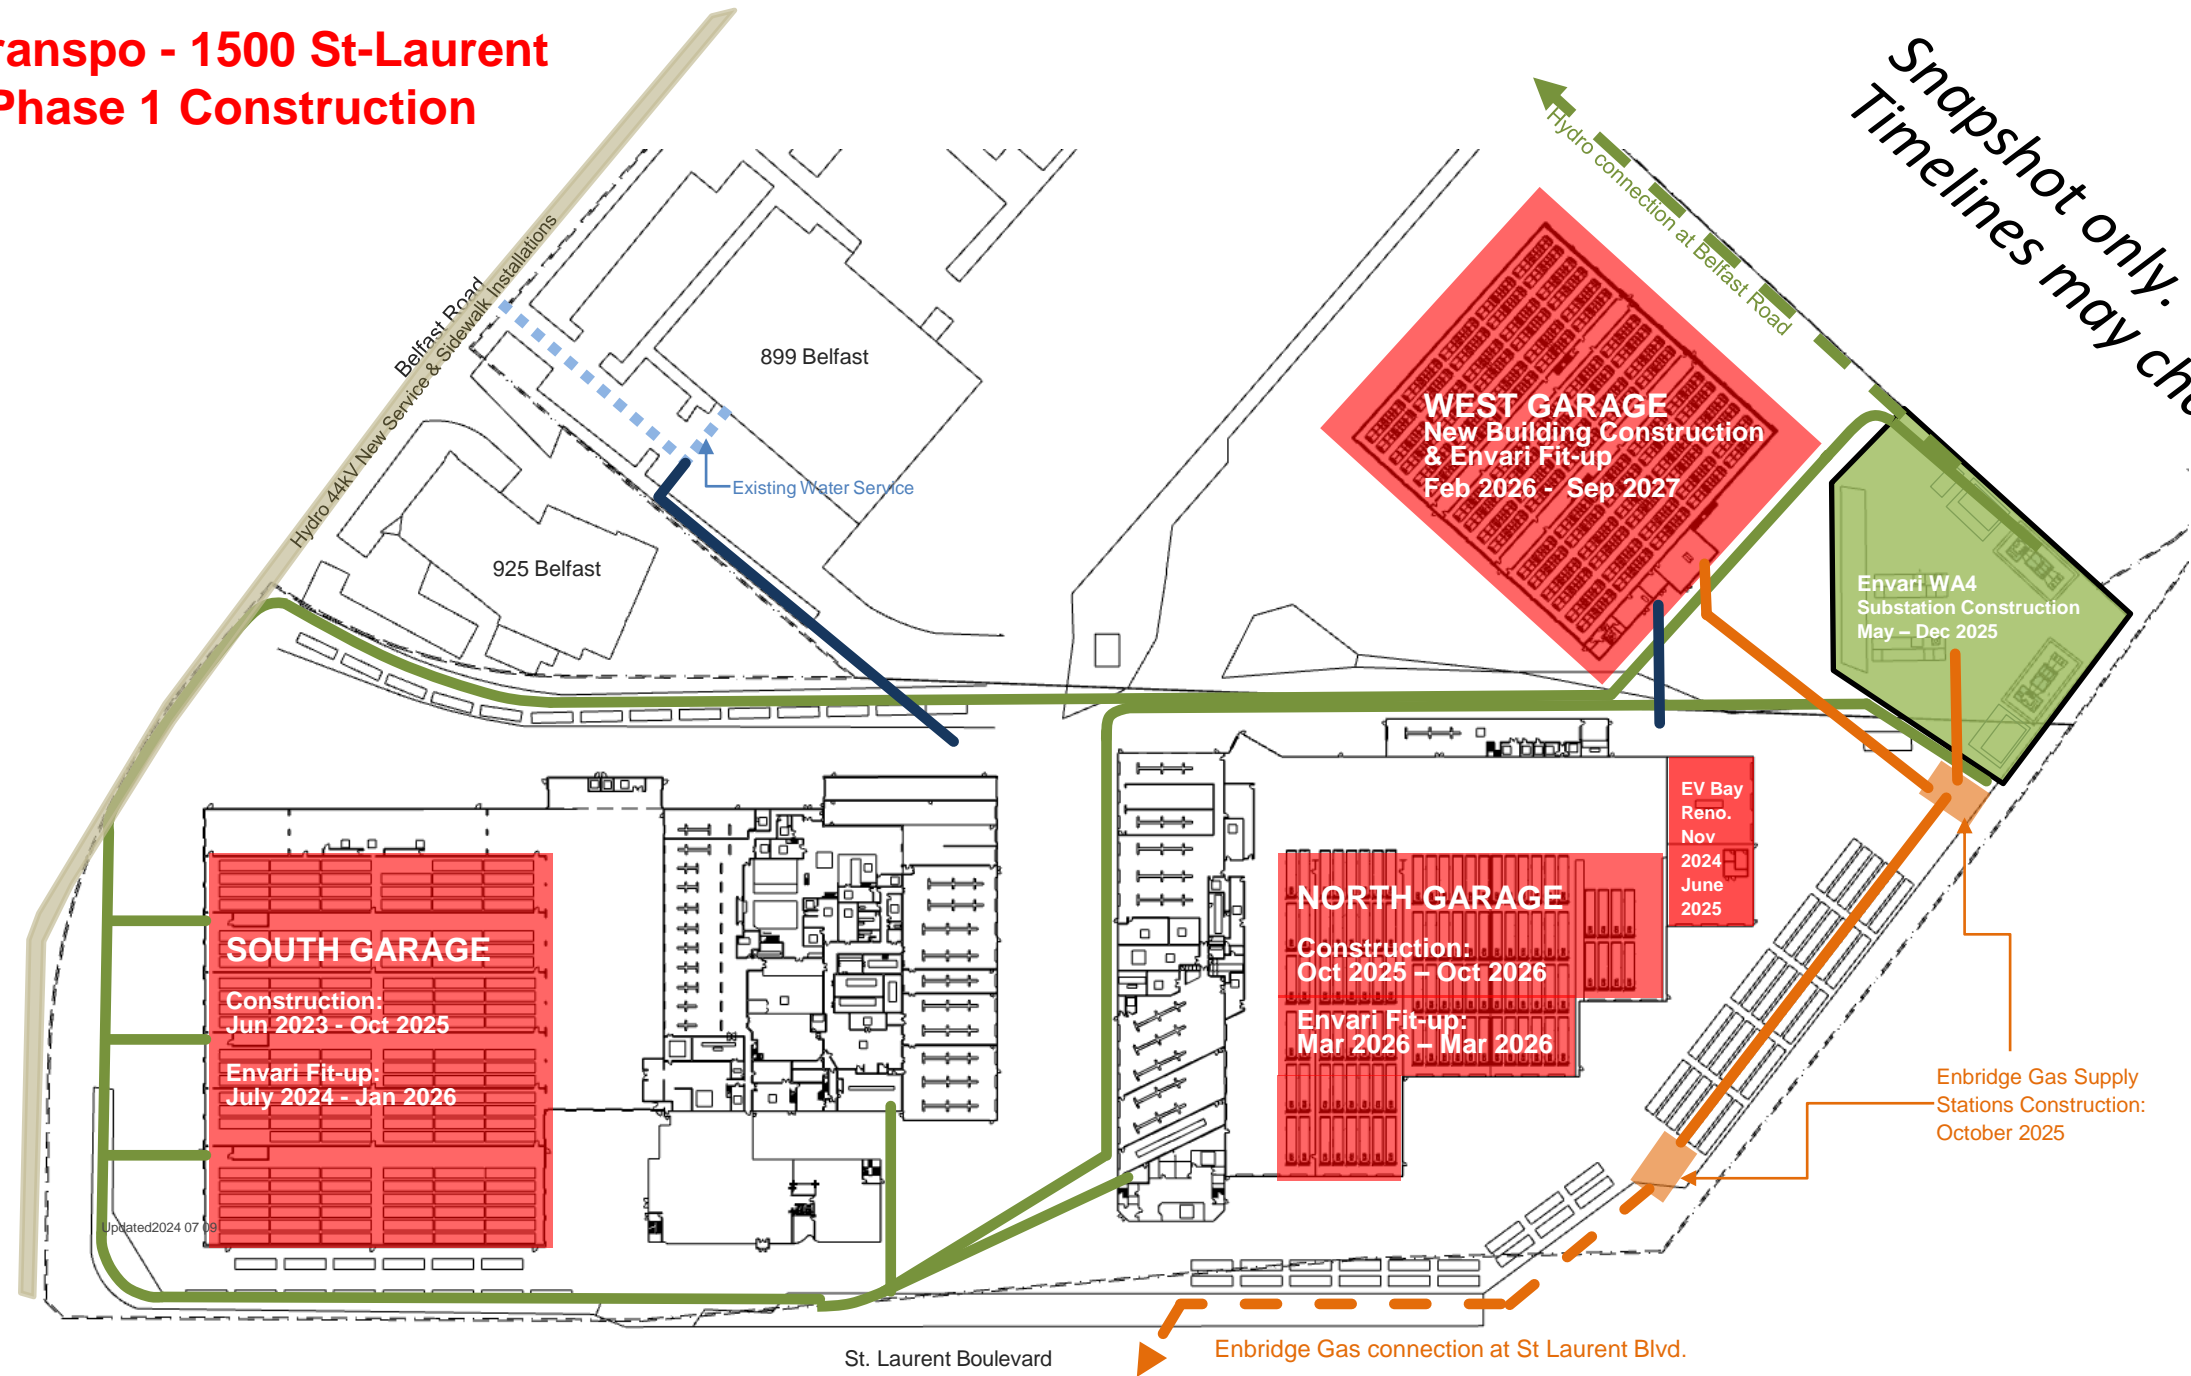 ranspo - 1500 St-Laurent
Phase 1 Construction
Snapshot only.
Timelines may cha
Hydro connection at Belfast Road
Belfast Road
Hydro 44kV New Service & Sidewalk Installations
899 Belfast
Existing Water Service
925 Belfast
WEST GARAGE
New Building Construction
& Envari Fit-up
Feb 2026 - Sep 2027
Envari WA4
Substation Construction
May – Dec 2025
EV Bay
Reno.
Nov
2024
June
2025
SOUTH GARAGE
Construction:
Jun 2023 - Oct 2025
Envari Fit-up:
July 2024 - Jan 2026
NORTH GARAGE
Construction:
Oct 2025 – Oct 2026
Envari Fit-up:
Mar 2026 – Mar 2026
Enbridge Gas Supply
Stations Construction:
October 2025
Updated2024 07 09
St. Laurent Boulevard
Enbridge Gas connection at St Laurent Blvd.